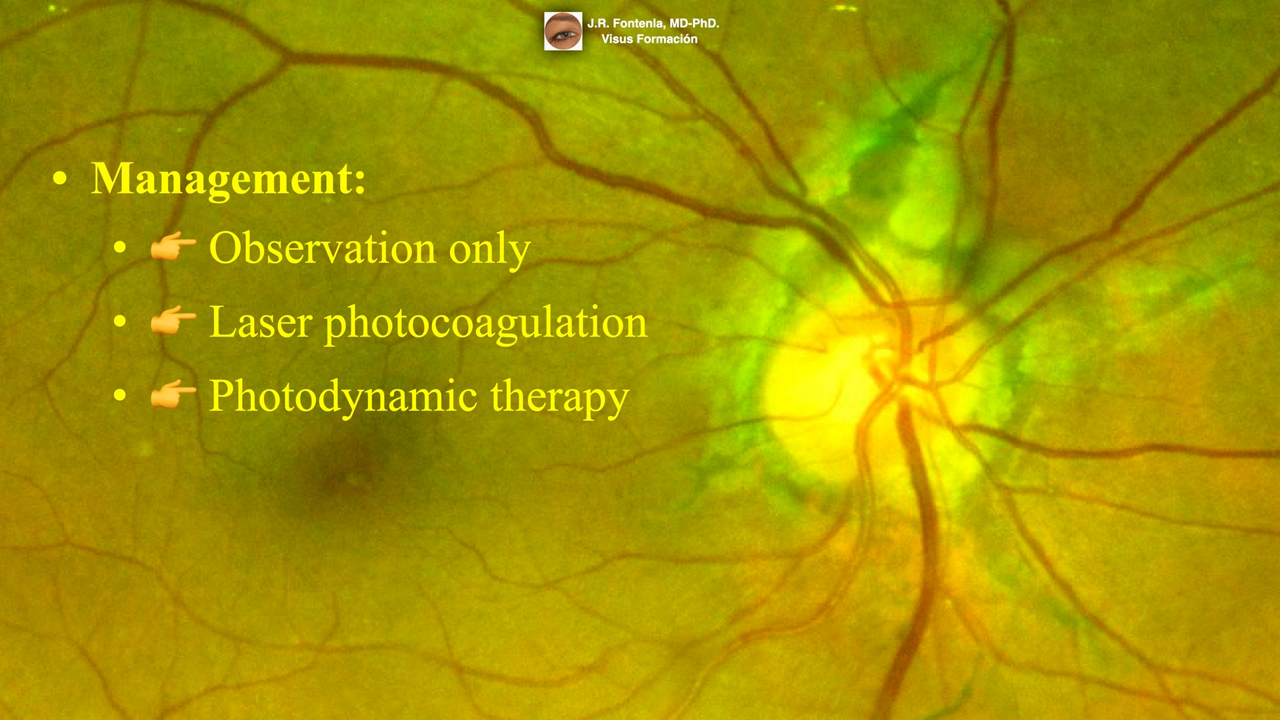 J.R. Fontenla, MD-PhD.
Visus Formación
• Management:
• 👉 Observation only
• 👉 Laser photocoagulation
• 👉 Photodynamic therapy